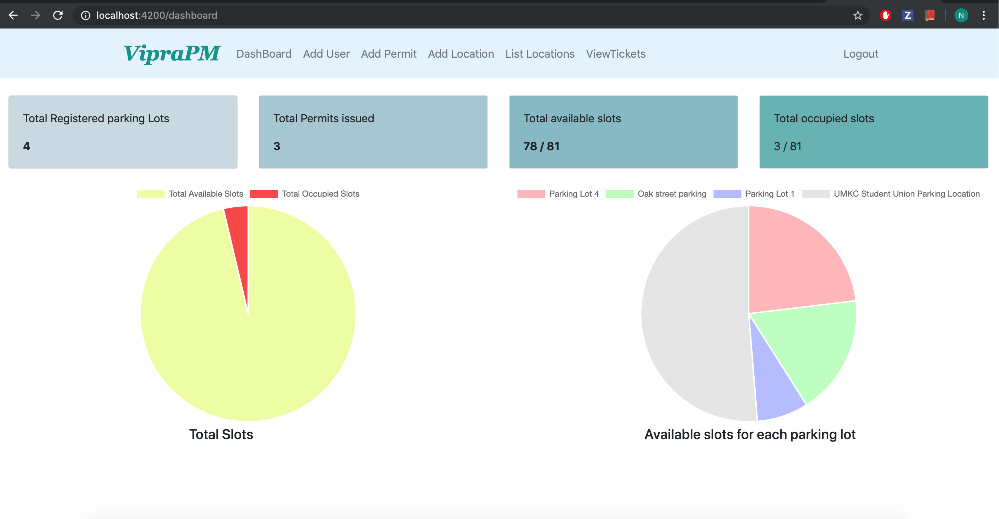 localhost:4200/dashboard
Z
A
N
VipraPM DashBoard Add User Add Permit Add Location List Locations ViewTickets Logout
Total Registered parking Lots
4
Total Permits issued
3
Total available slots
78 / 81
Total occupied slots
3 / 81
Total Available Slots Total Occupied Slots
Total Slots
Parking Lot 4 Oak street parking Parking Lot 1 UMKC Student Union Parking Location
Available slots for each parking lot